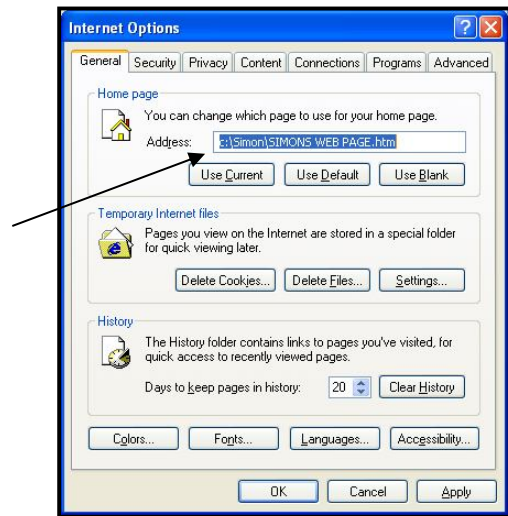 Internet Options
General Security Privacy Content Connections Programs Advanced
Home page
You can change which page to use for your home page.
Address: c:\Simon\SIMONS WEB PAGE.htm
Use Current Use Default Use Blank
Temporary Internet files
Pages you view on the Internet are stored in a special folder
for quick viewing later.
Delete Cookies... Delete Files... Settings...
History
The History folder contains links to pages you've visited, for
quick access to recently viewed pages.
Days to keep pages in history: 20 Clear History
Colors... Fonts... Languages... Accessibility...
OK Cancel Apply